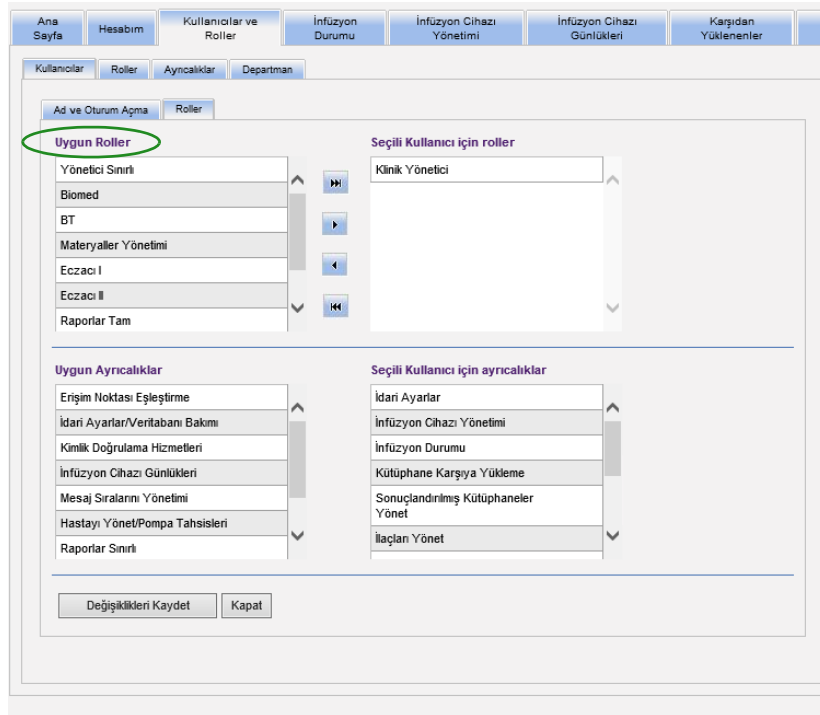 Ana
Sayfa
Hesabım
Kullanıcılar ve
Roller
İnfüzyon
Durumu
İnfüzyon Cihazı
Yönetimi
İnfüzyon Cihazı
Günlükleri
Karşıdan
Yüklenenler
Kullanıcılar
Roller
Ayrıcalıklar
Departman
Ad ve Oturum Açma
Roller
Uygun Roller
Seçili Kullanıcı için roller
Yönetici Sınırlı
Biomed
BT
Materyaller Yönetimi
Eczacı I
Eczacı II
Raporlar Tam
Klinik Yönetici
Uygun Ayrıcalıklar
Seçili Kullanıcı için ayrıcalıklar
Erişim Noktası Eşleştirme
İdari Ayarlar/Veritabanı Bakımı
Kimlik Doğrulama Hizmetleri
İnfüzyon Cihazı Günlükleri
Mesaj Sıralarını Yönetimi
Hastayı Yönet/Pompa Tahsisleri
Raporlar Sınırlı
İdari Ayarlar
İnfüzyon Cihazı Yönetimi
İnfüzyon Durumu
Kütüphane Karşıya Yükleme
Sonuçlandırılmış Kütüphaneler
Yönet
İlaçları Yönet
Değişiklikleri Kaydet
Kapat